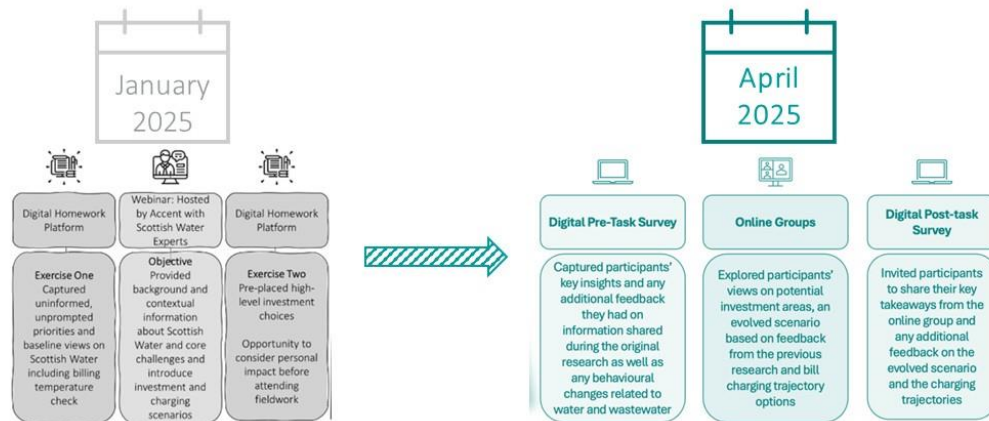 January
2025
Digital Homework
Platform
Webinar: Hosted
by Accent with
Scottish Water
Experts
Digital Homework
Platform
Exercise One
Captured
uninformed,
unprompted
priorities and
baseline views on
Scottish Water
including billing
temperature
check
Objective
Provided
background and
contextual
information
about Scottish
Water and core
challenges and
introduce
investment and
charging
scenarios
Exercise Two
Pre-placed high-
level investment
choices
Opportunity to
consider personal
impact before
attending
fieldwork
April
2025
Digital Pre-Task Survey
Online Groups
Digital Post-task
Survey
Captured participants’
key insights and any
additional feedback
they had on
information shared
during the original
research as well as
any behavioural
changes related to
water and wastewater
Explored participants’
views on potential
investment areas, an
evolved scenario
based on feedback
from the previous
research and bill
charging trajectory
options
Invited participants
to share their key
takeaways from the
online group and
any additional
feedback on the
evolved scenario
and the charging
trajectories